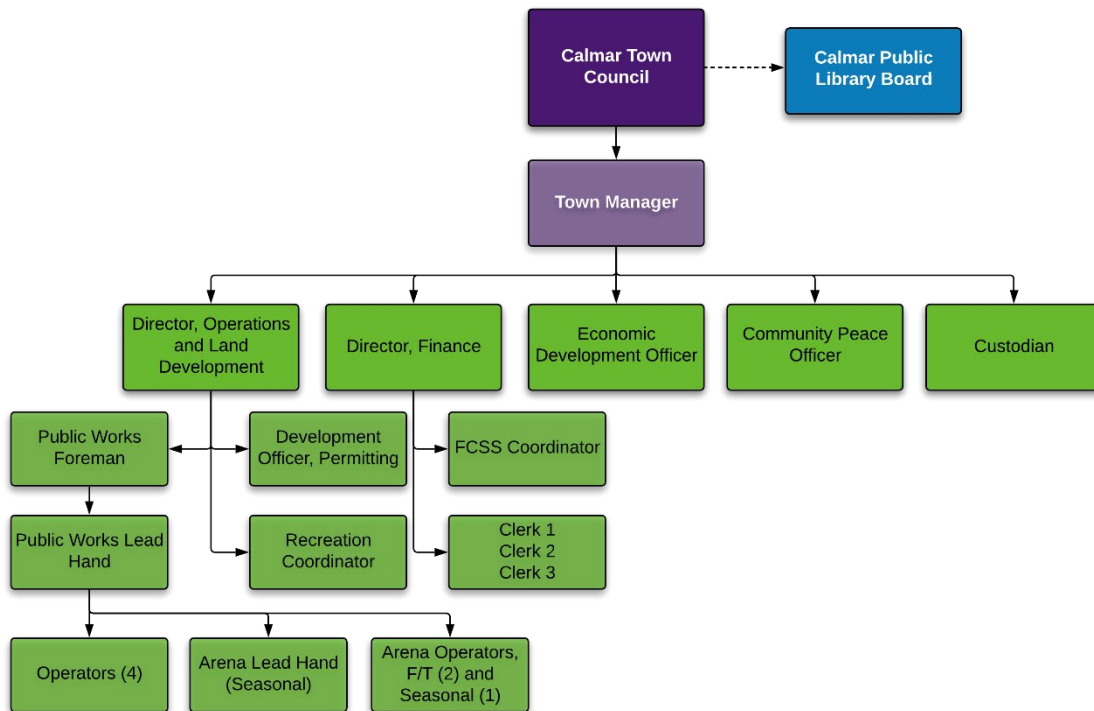 Calmar Town
Council
Calmar Public
Library Board
Town Manager
Director, Operations
and Land
Development
Director, Finance
Economic
Development Officer
Community Peace
Officer
Custodian
Public Works
Foreman
Development
Officer, Permitting
FCSS Coordinator
Public Works Lead
Hand
Recreation
Coordinator
Clerk 1
Clerk 2
Clerk 3
Operators (4)
Arena Lead Hand
(Seasonal)
Arena Operators,
F/T (2) and
Seasonal (1)